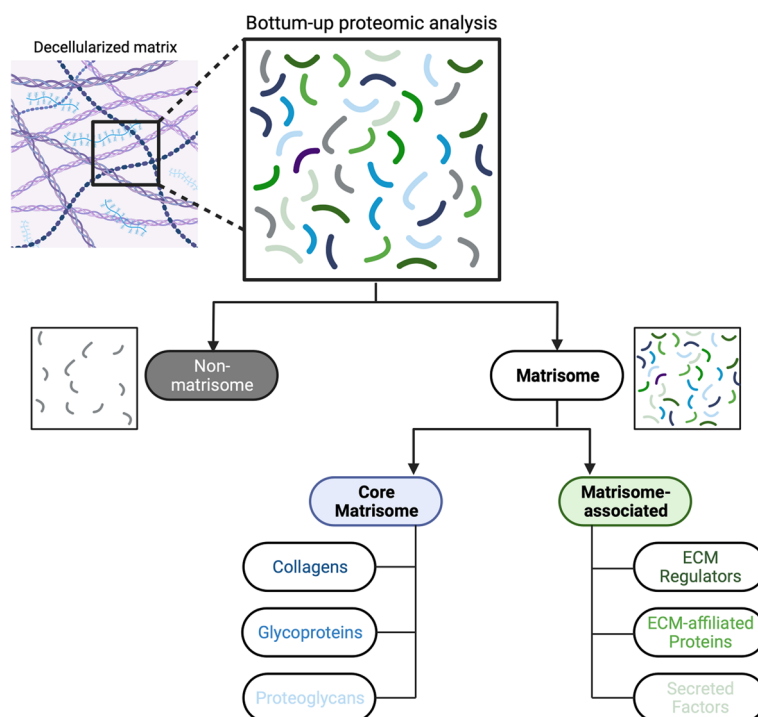 Bottum-up proteomic analysis
Decellularized matrix
Non-
matrisome
Matrisome
Core
Matrisome
Matrisome-
associated
Collagens
ECM
Regulators
Glycoproteins
ECM-affiliated
Proteins
Proteoglycans
Secreted
Factors